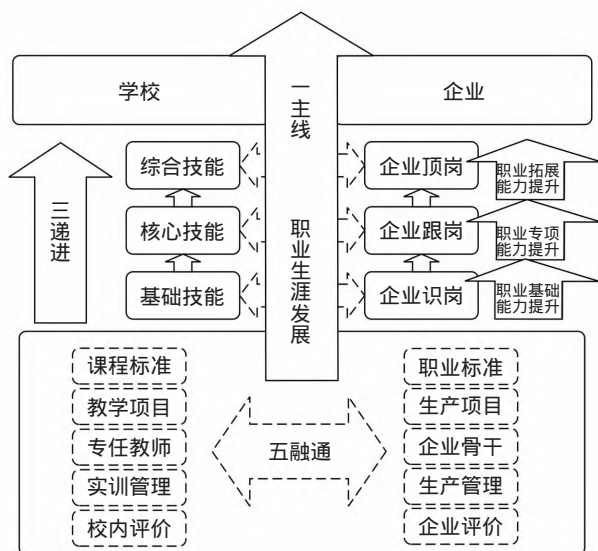 学校
企业
一主线
职业生涯发展
三递进
综合技能
企业顶岗
职业拓展
能力提升
核心技能
企业跟岗
职业专项
能力提升
基础技能
企业识岗
职业基础
能力提升
课程标准
职业标准
教学项目
生产项目
专任教师
五融通
企业骨干
实训管理
生产管理
校内评价
企业评价